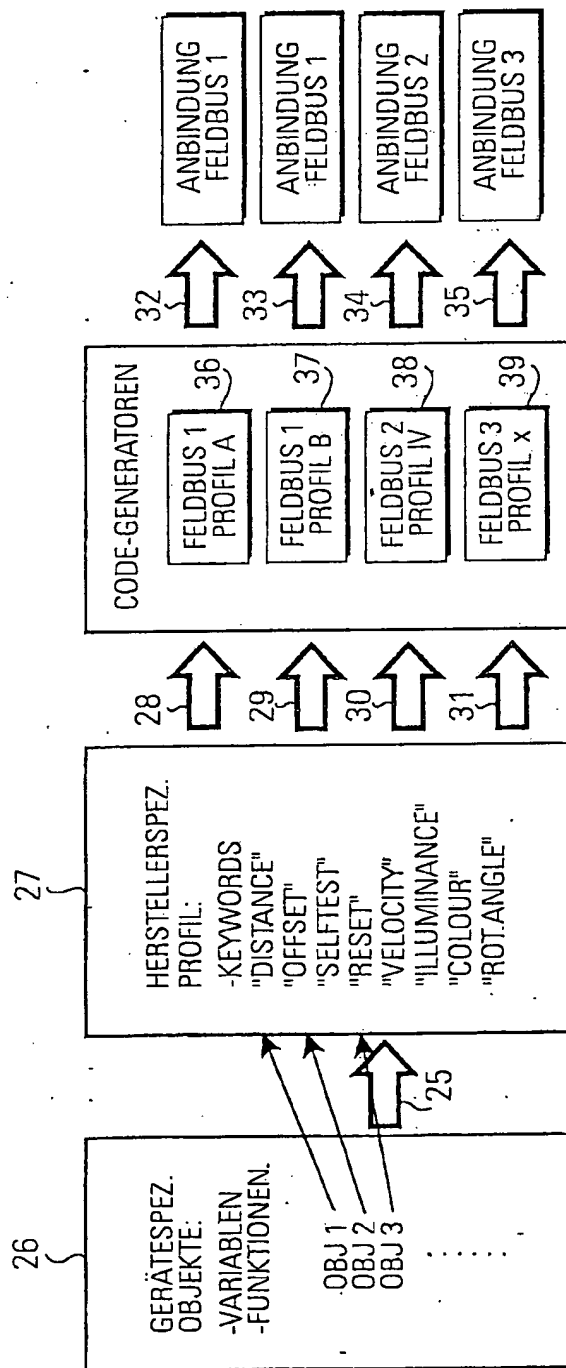 26
GERÄTESPEZ.
OBJEKTE:
-VARIABLEN
-FUNKTIONEN.
OBJ 1
OBJ 2
OBJ 3
......
25
27
HERSTELLERSPEZ.
PROFIL:
-KEYWORDS
"DISTANCE"
"OFFSET"
"SELFTEST"
"RESET"
"VELOCITY"
"ILLUMINANCE"
"COLOUR"
"ROT.ANGLE"
28
29
30
31
CODE-GENERATOREN
FELDBUS 1
PROFIL A
36
FELDBUS 1
PROFIL B
37
FELDBUS 2
PROFIL IV
38
FELDBUS 3
PROFIL X
39
32
33
34
35
ANBINDUNG
FELDBUS 1
ANBINDUNG
FELDBUS 1
ANBINDUNG
FELDBUS 2
ANBINDUNG
FELDBUS 3